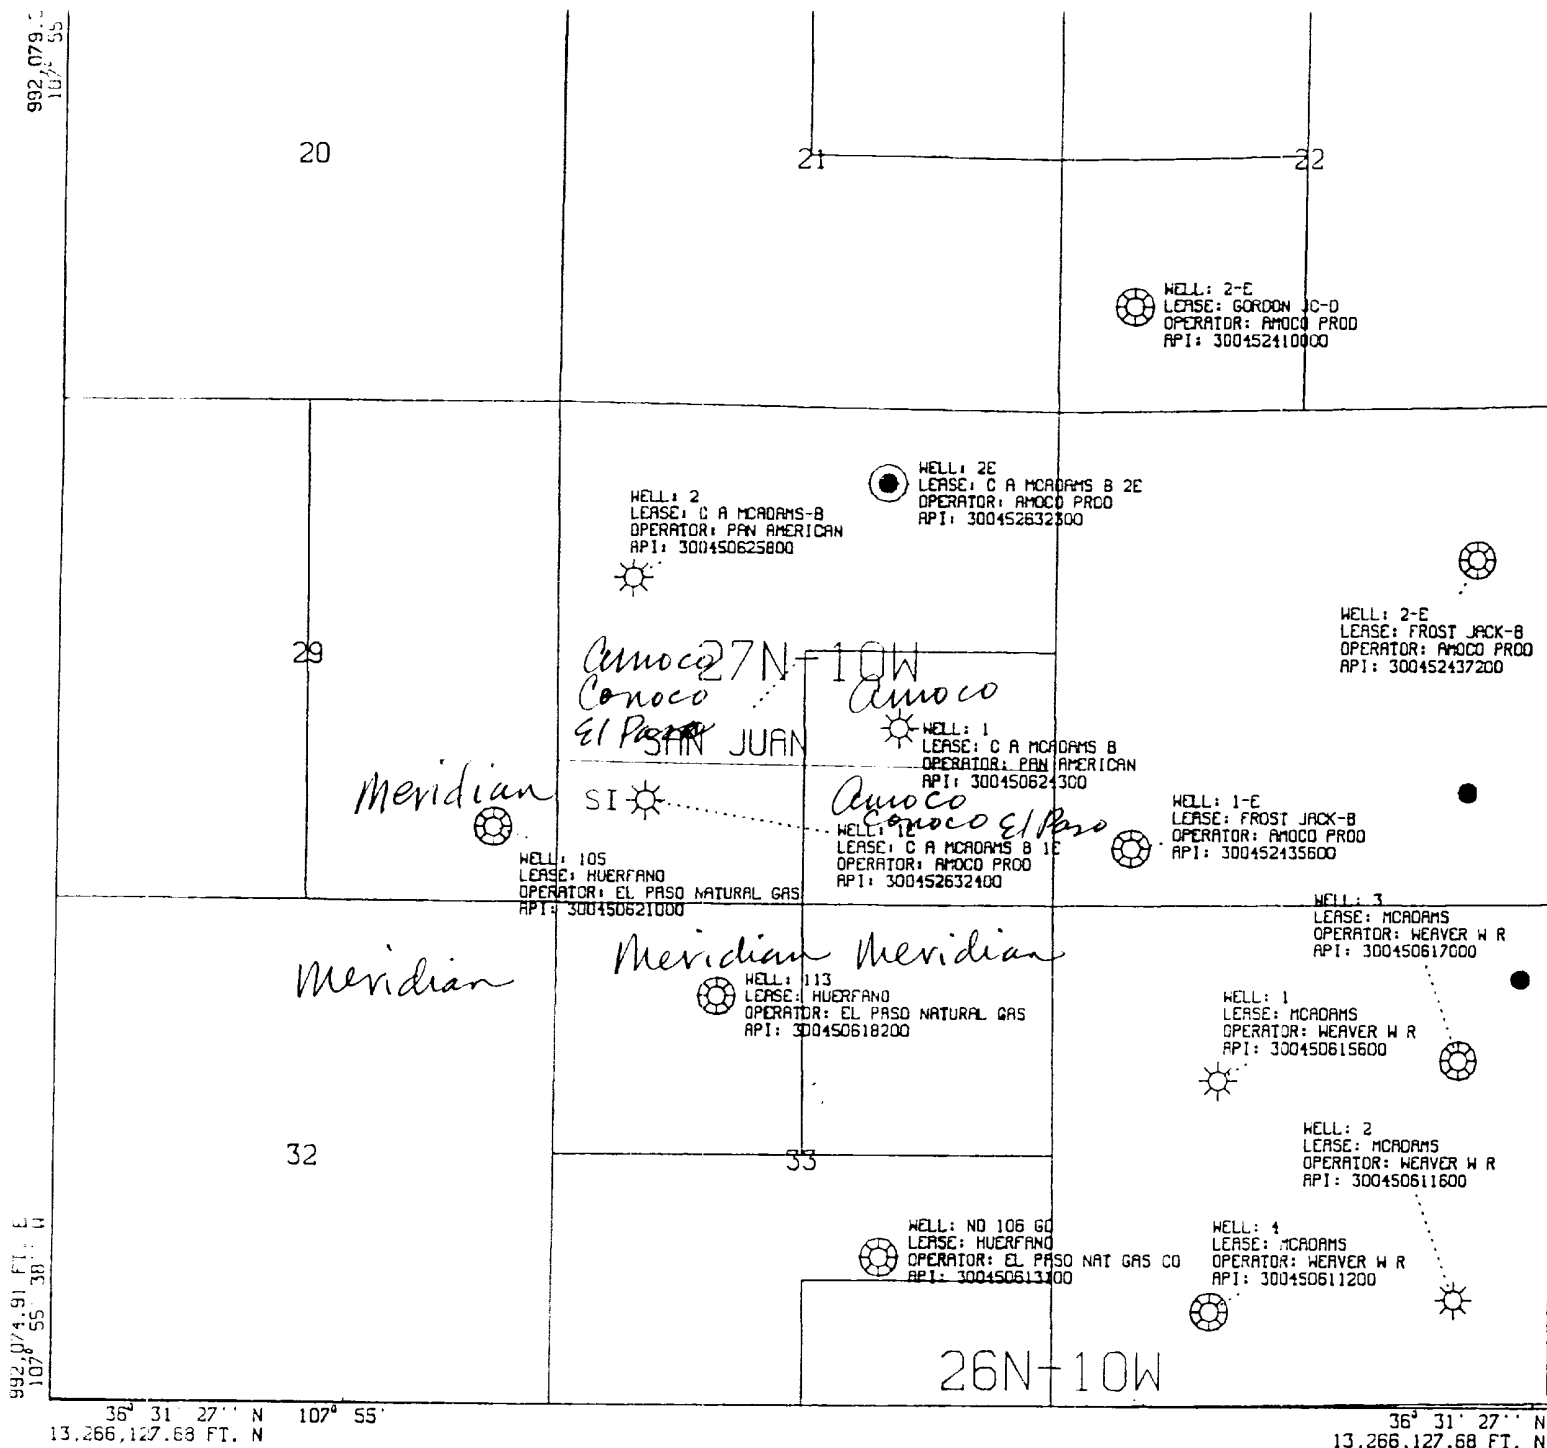 992,079.
107° 55'
20
21
22
WELL: 2-E
LEASE: GORDON JC-D
OPERATOR: AMOCO PROD
API: 300452410000
WELL: 2E
LEASE: C A MCADAMS B 2E
OPERATOR: AMOCO PROD
API: 300452632300
WELL: 2
LEASE: C A MCADAMS-B
OPERATOR: PAN AMERICAN
API: 300450625800
WELL: 2-E
LEASE: FROST JACK-B
OPERATOR: AMOCO PROD
API: 300452437200
29
27N-10W
Amoco
Conoco
El Paso
SAN JUAN
Amoco
WELL: 1
LEASE: C A MCADAMS B
OPERATOR: PAN AMERICAN
API: 300450624300
Meridian
SI
Amoco
Conoco El Paso
WELL: 1E
LEASE: C A MCADAMS B 1E
OPERATOR: AMOCO PROD
API: 300452632400
WELL: 1-E
LEASE: FROST JACK-B
OPERATOR: AMOCO PROD
API: 300452435600
WELL: 105
LEASE: HUERFANO
OPERATOR: EL PASO NATURAL GAS
API: 300450621000
WELL: 3
LEASE: MCADAMS
OPERATOR: WEAVER W R
API: 300450617000
Meridian
Meridian Meridian
WELL: 113
LEASE: HUERFANO
OPERATOR: EL PASO NATURAL GAS
API: 300450618200
WELL: 1
LEASE: MCADAMS
OPERATOR: WEAVER W R
API: 300450615600
32
33
WELL: 2
LEASE: MCADAMS
OPERATOR: WEAVER W R
API: 300450611600
WELL: NO 106 GD
LEASE: HUERFANO
OPERATOR: EL PASO NAT GAS CO
API: 300450613100
WELL: 4
LEASE: MCADAMS
OPERATOR: WEAVER W R
API: 300450611200
26N-10W
992,074.91 FT. E
107° 55' 38'' W
36° 31' 27'' N 107° 55'
13,266,127.68 FT. N
36° 31' 27'' N
13,266,127.68 FT. N